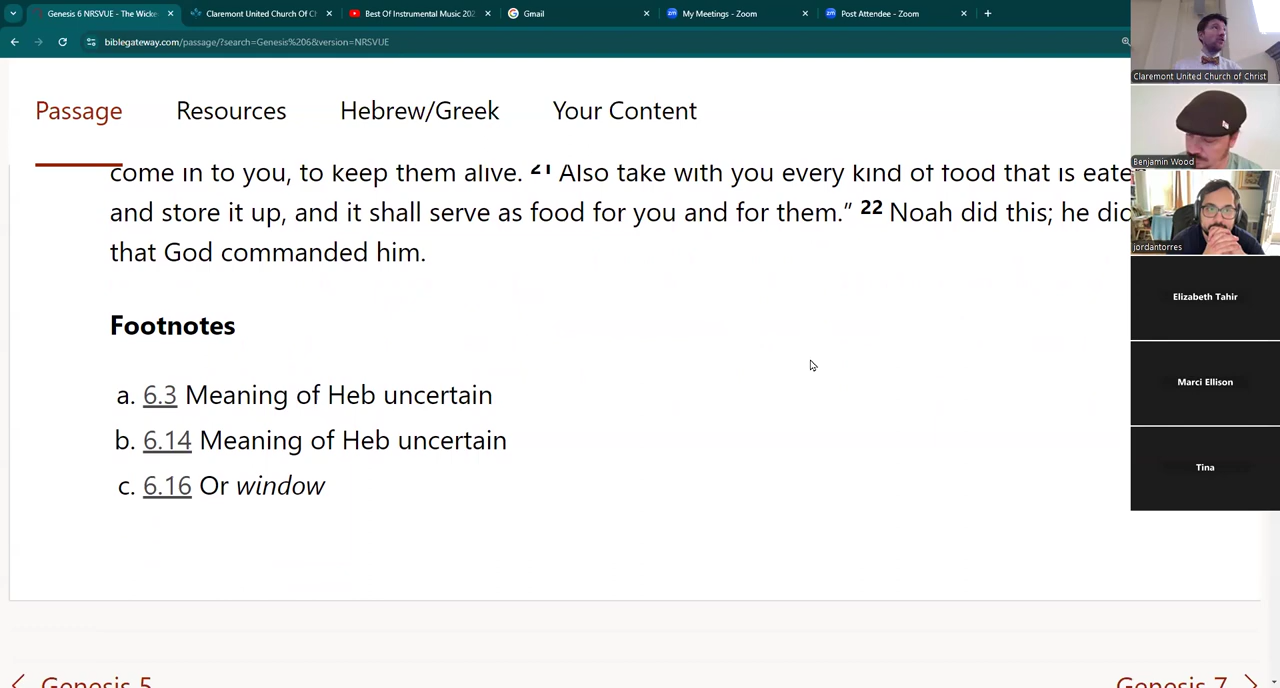 Genesis 6 NRSVUE - The Wicke
Claremont United Church Of C
Best Of Instrumental Music 202
Gmail
My Meetings - Zoom
Post Attendee - Zoom
biblegateway.com/passage/?search=Genesis%206&version=NRSVUE
Claremont United Church of Christ
Passage
Resources
Hebrew/Greek
Your Content
Benjamin Wood
come in to you, to keep them alive. 21 Also take with you every kind of food that is eate
and store it up, and it shall serve as food for you and for them.” 22 Noah did this; he did
that God commanded him.
jordantorres
Elizabeth Tahir
Footnotes
Marci Ellison
a. 6.3 Meaning of Heb uncertain
b. 6.14 Meaning of Heb uncertain
Tina
c. 6.16 Or window
Genesis 5
Genesis 7